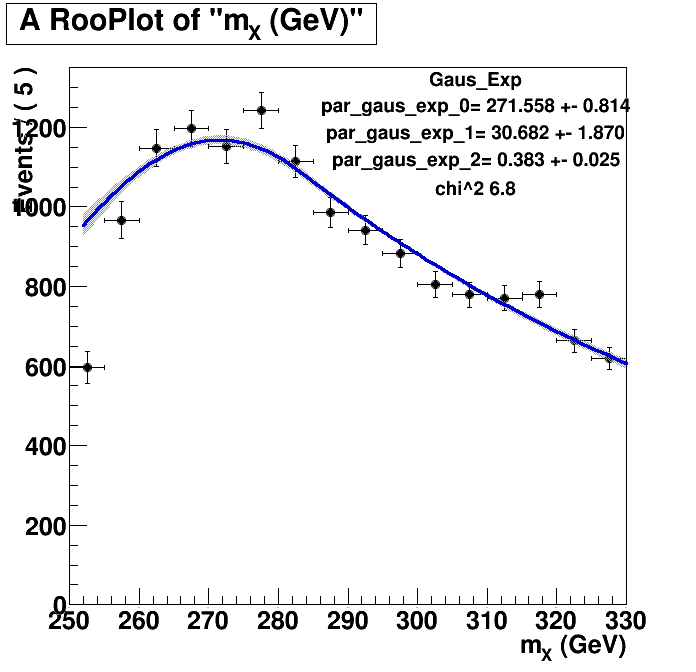 A RooPlot of "mX (GeV)"
Events / ( 5 )
Gaus_Exp
par_gaus_exp_0= 271.558 +- 0.814
par_gaus_exp_1= 30.682 +- 1.870
par_gaus_exp_2= 0.383 +- 0.025
chi^2 6.8
1200
1000
800
600
400
200
0
250 260 270 280 290 300 310 320 330
mX (GeV)